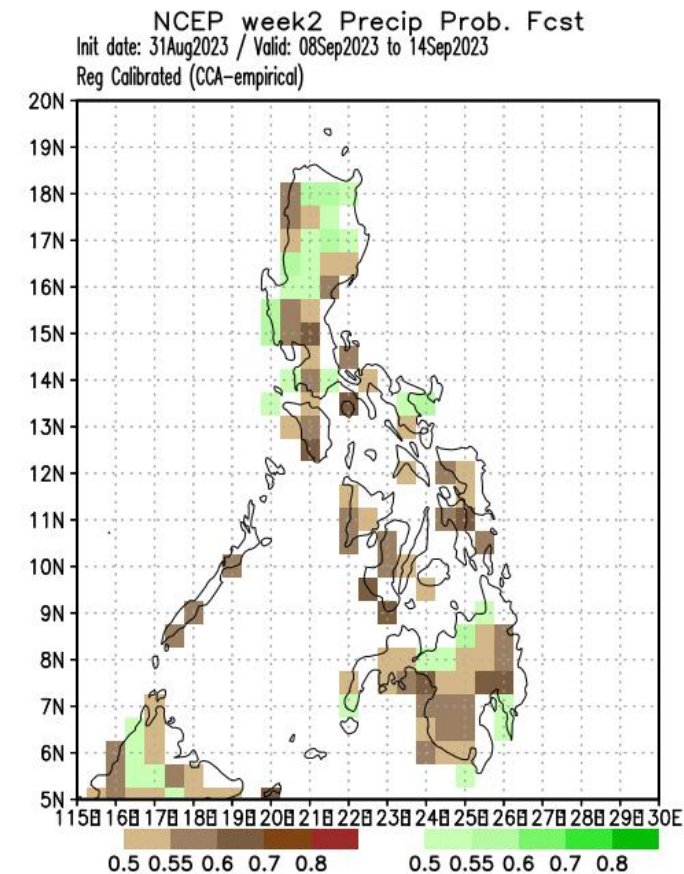 NCEP week2 Precip Prob. Fcst
Init date: 31Aug2023 / Valid: 08Sep2023 to 14Sep2023
Reg Calibrated (CCA-empirical)
20N
19N
18N
17N
16N
15N
14N
13N
12N
11N
10N
9N
8N
7N
6N
5N
115E 116E 117E 118E 119E 120E 121E 122E 123E 124E 125E 126E 127E 128E 129E 130E
0.5 0.55 0.6 0.7 0.8 0.5 0.55 0.6 0.7 0.8